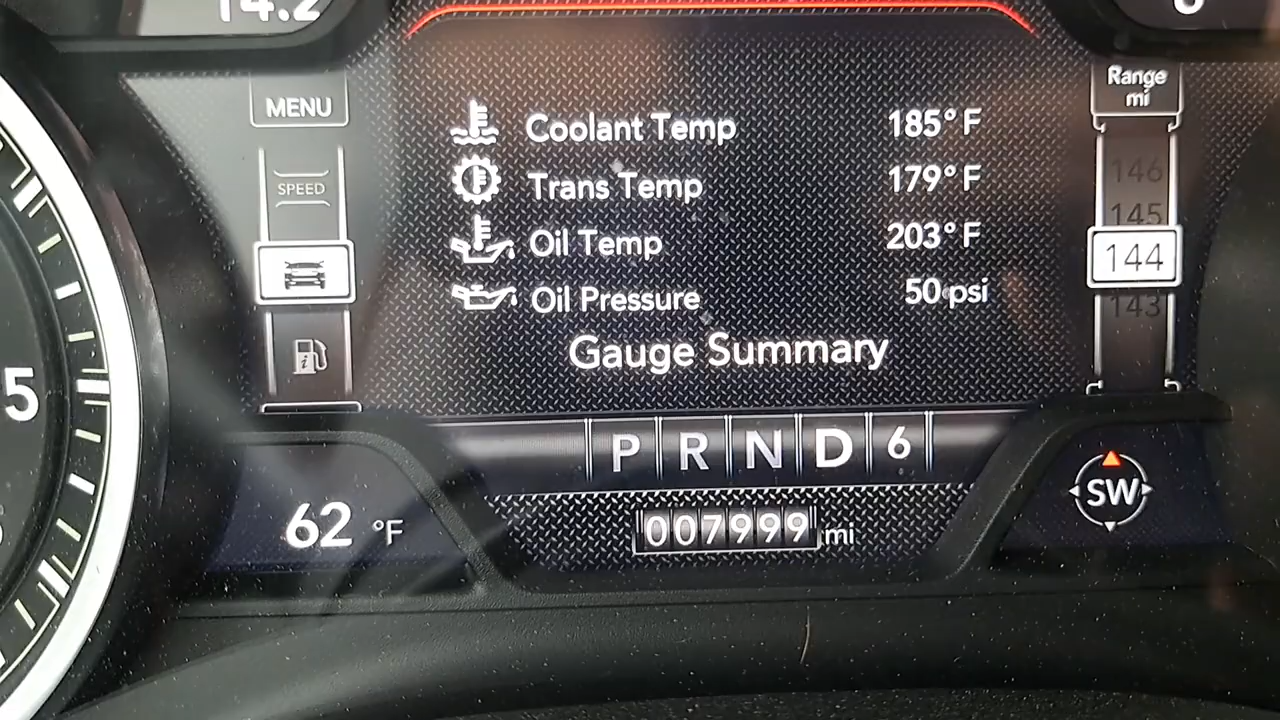 14.2
MENU
SPEED
Coolant Temp 185°F
Trans Temp 179°F
Oil Temp 203°F
Oil Pressure 50 psi
Gauge Summary
Range
mi
146
145
144
143
P R N D 6
5
62 °F
007999 mi
SW